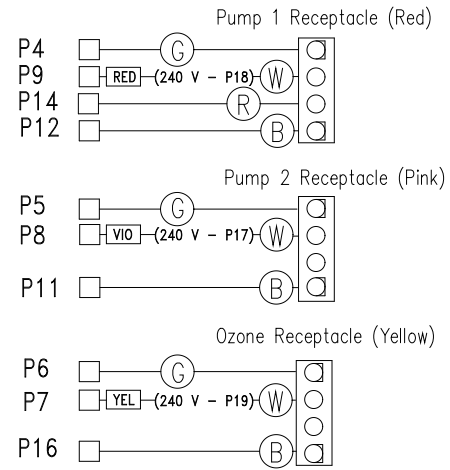 Pump 1 Receptacle (Red)
P4 G
P9 RED (240 V - P18) W
P14 R
P12 B
Pump 2 Receptacle (Pink)
P5 G
P8 VIO (240 V - P17) W
P11 B
Ozone Receptacle (Yellow)
P6 G
P7 YEL (240 V - P19) W
P16 B